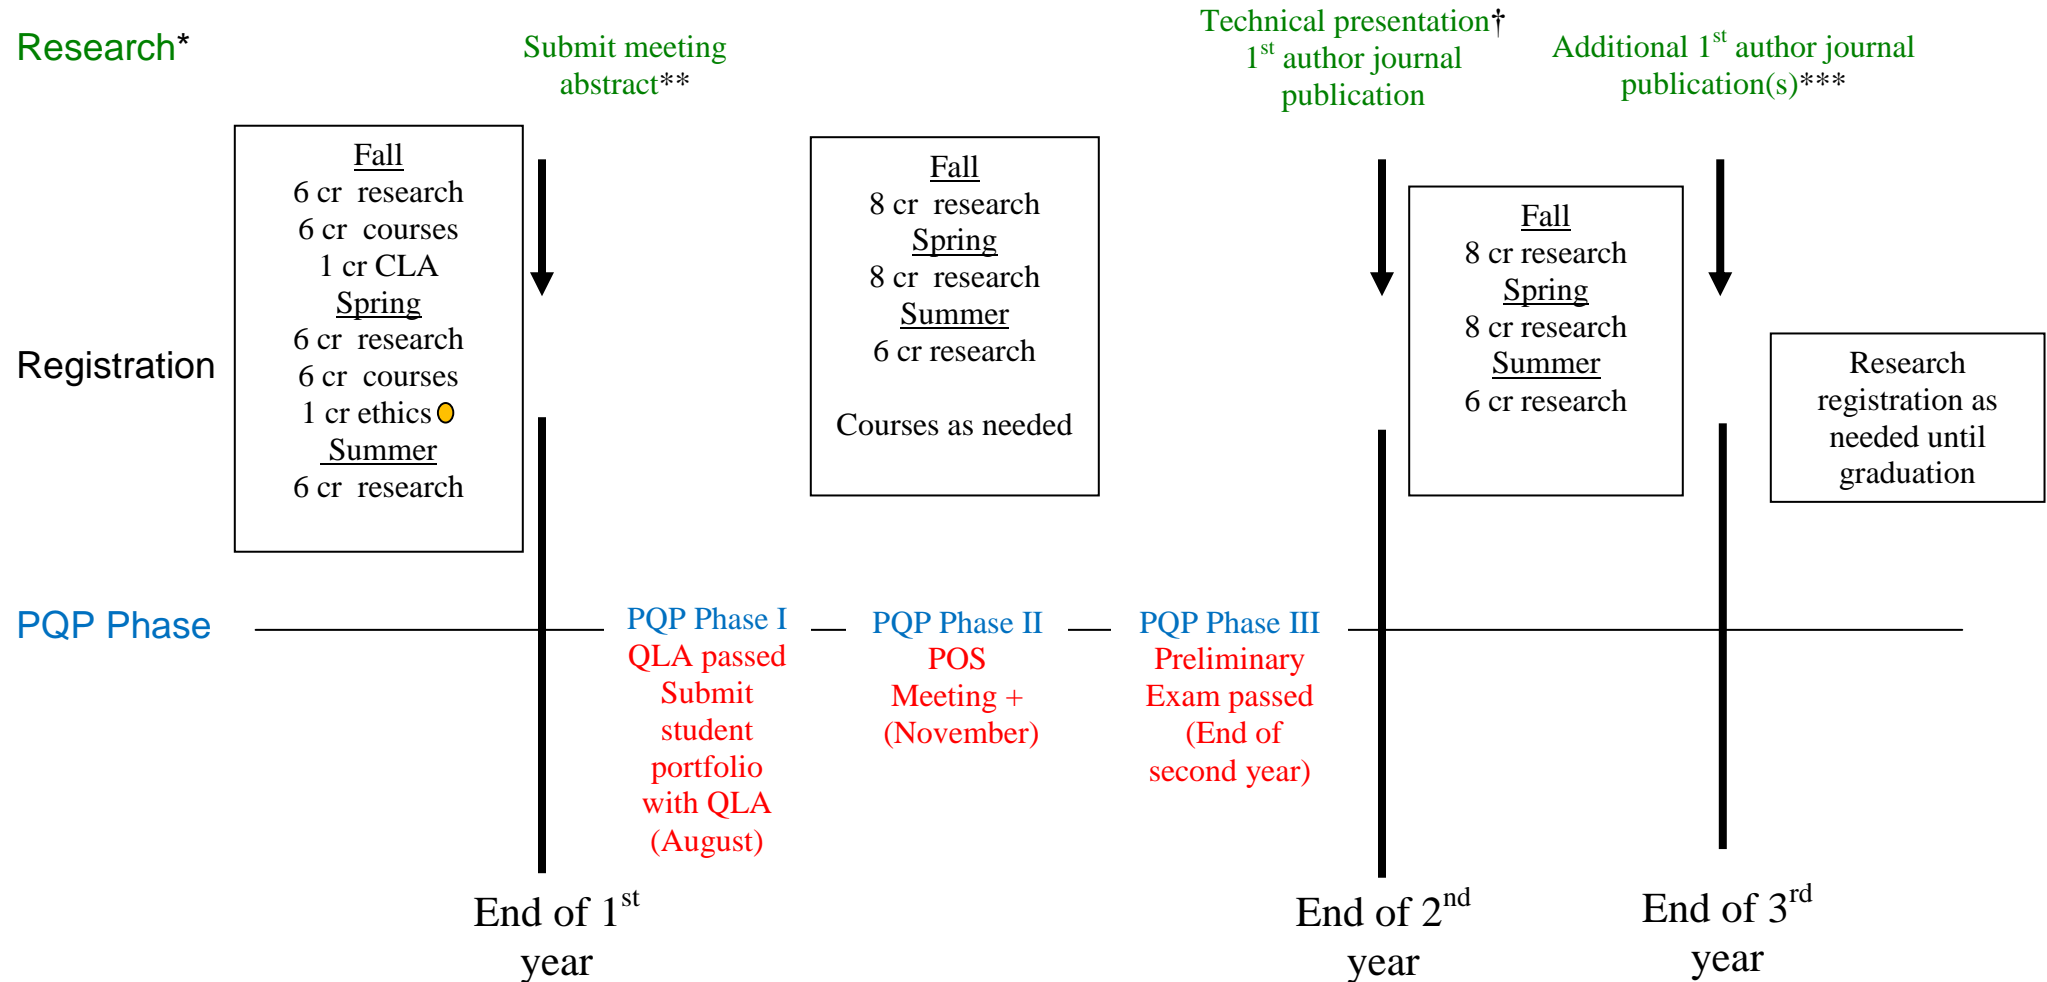 Research*
Submit meeting
abstract**
Technical presentation†
1st author journal
publication
Additional 1st author journal
publication(s)***
Registration
Fall
6 cr research
6 cr courses
1 cr CLA
Spring
6 cr research
6 cr courses
1 cr ethics
Summer
6 cr research
Fall
8 cr research
Spring
8 cr research
Summer
6 cr research
Courses as needed
Fall
8 cr research
Spring
8 cr research
Summer
6 cr research
Research
registration as
needed until
graduation
PQP Phase
PQP Phase I
QLA passed
Submit
student
portfolio
with QLA
(August)
PQP Phase II
POS
Meeting +
(November)
PQP Phase III
Preliminary
Exam passed
(End of
second year)
End of 1st
year
End of 2nd
year
End of 3rd
year